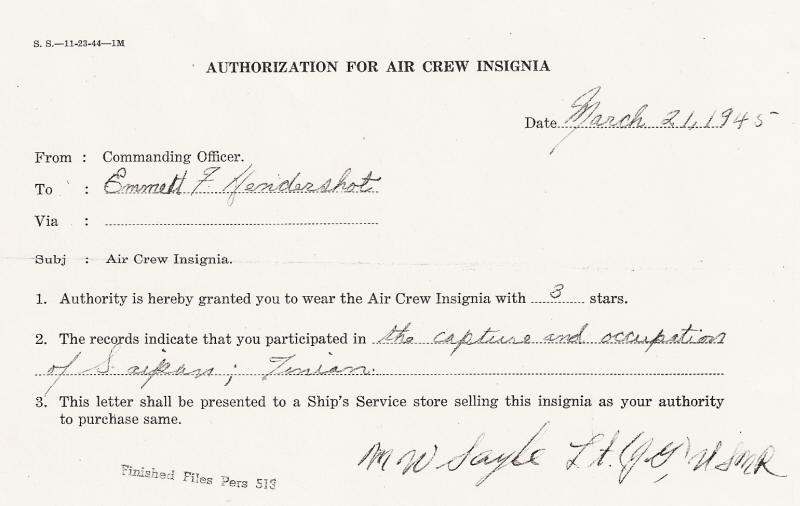 S. S.—11-23-44—1M
AUTHORIZATION FOR AIR CREW INSIGNIA
Date March 21, 1945
From : Commanding Officer.
To : Emmett F Hendershot
Via :
Subj : Air Crew Insignia.
1. Authority is hereby granted you to wear the Air Crew Insignia with 3 stars.
2. The records indicate that you participated in the capture and occupation
of Saipan; Tinian.
3. This letter shall be presented to a Ship's Service store selling this insignia as your authority
to purchase same.
M W Sayle Lt. (JG) USNR
Finished Files Pers 513